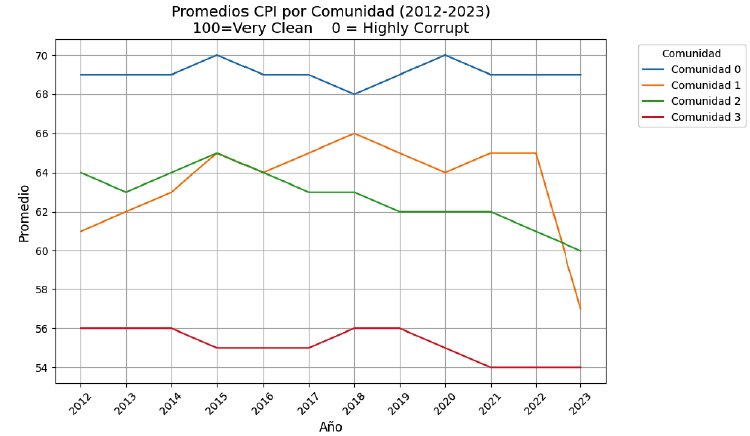 Promedios CPI por Comunidad (2012-2023)
100=Very Clean    0 = Highly Corrupt
Comunidad
Comunidad 0
Comunidad 1
Comunidad 2
Comunidad 3
Promedio
70
68
66
64
62
60
58
56
54
2012
2013
2014
2015
2016
2017
2018
2019
2020
2021
2022
2023
Año